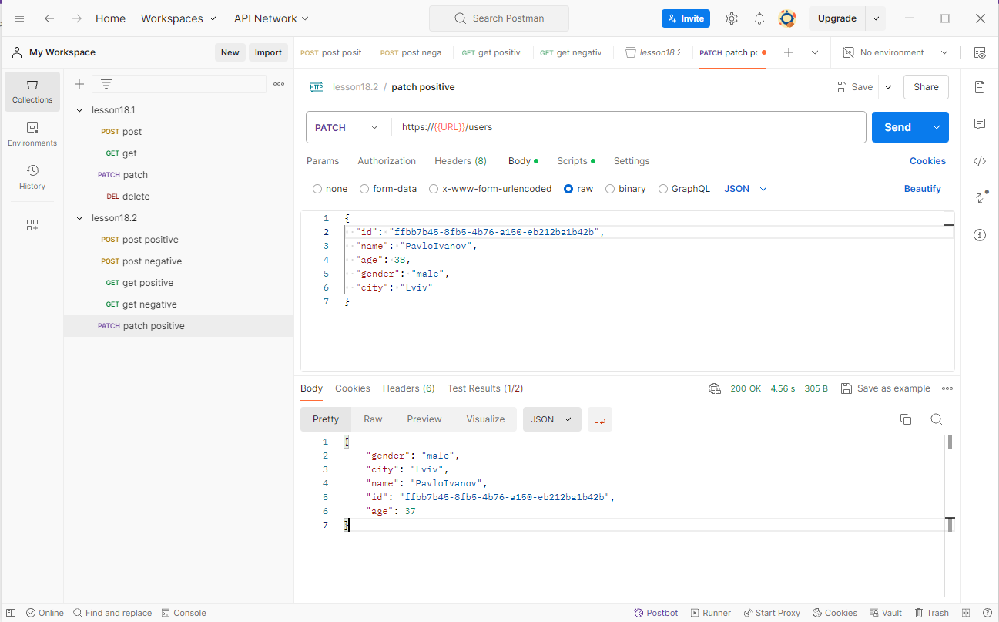 Home Workspaces API Network Search Postman Invite Upgrade
My Workspace New Import POST post posit POST post nega GET get positiv GET get negativ lesson18.2 PATCH patch po No environment
Collections
Environments
History
lesson18.1
POST post
GET get
PATCH patch
DEL delete
lesson18.2
POST post positive
POST post negative
GET get positive
GET get negative
PATCH patch positive
HTTP lesson18.2 / patch positive Save Share
PATCH https://{{URL}}/users Send
Params Authorization Headers (8) Body Scripts Settings Cookies
none form-data x-www-form-urlencoded raw binary GraphQL JSON Beautify
1 {
2 "id": "ffbb7b45-8fb5-4b76-a150-eb212ba1b42b",
3 "name": "PavloIvanov",
4 "age": 38,
5 "gender": "male",
6 "city": "Lviv"
7 }
Body Cookies Headers (6) Test Results (1/2) 200 OK 4.56 s 305 B Save as example
Pretty Raw Preview Visualize JSON
1 {
2 "gender": "male",
3 "city": "Lviv",
4 "name": "PavloIvanov",
5 "id": "ffbb7b45-8fb5-4b76-a150-eb212ba1b42b",
6 "age": 37
7 }
Online Find and replace Console Postbot Runner Start Proxy Cookies Vault Trash